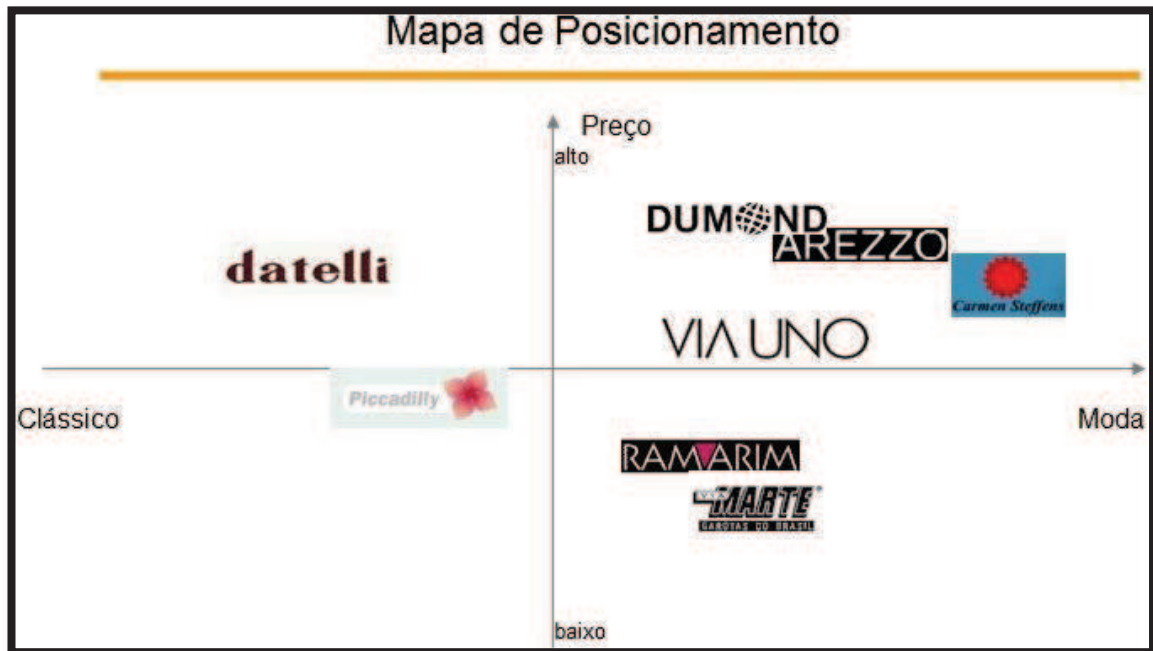 Mapa de Posicionamento
Preço
alto
DUMOND
AREZZO
datelli
Carmen Steffens
VIA UNO
Piccadilly
Clássico
Moda
RAMARIM
MARTE
GAROTAS DO BRASIL
baixo